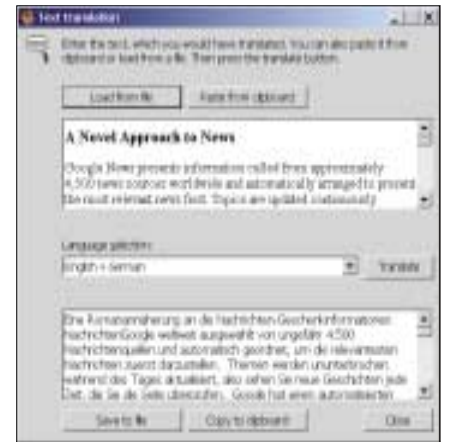 Text translation
Enter the text, which you would have translated. You can also paste it from
clipboard or load from a file. Then press the translate button.
Load from file
Paste from clipboard
A Novel Approach to News
Google News presents information culled from approximately
4,500 news sources worldwide and automatically arranged to present
the most relevant news first. Topics are updated continuously
Language selection:
English » German
Translate
Eine Romanannäherung an die Nachrichten-Geschenkinformationen
NachrichtenGoogle weltweit ausgewählt von ungefähr 4.500
Nachrichtenquellen und automatisch geordnet, um die relevantesten
Nachrichten zuerst darzustellen. Themen werden ununterbrochen
während des Tages aktualisiert, also sehen Sie neue Geschichten jede
Zeit, die Sie die Seite überprüfen. Google hat einen automatisierten
Save to file
Copy to clipboard
Close